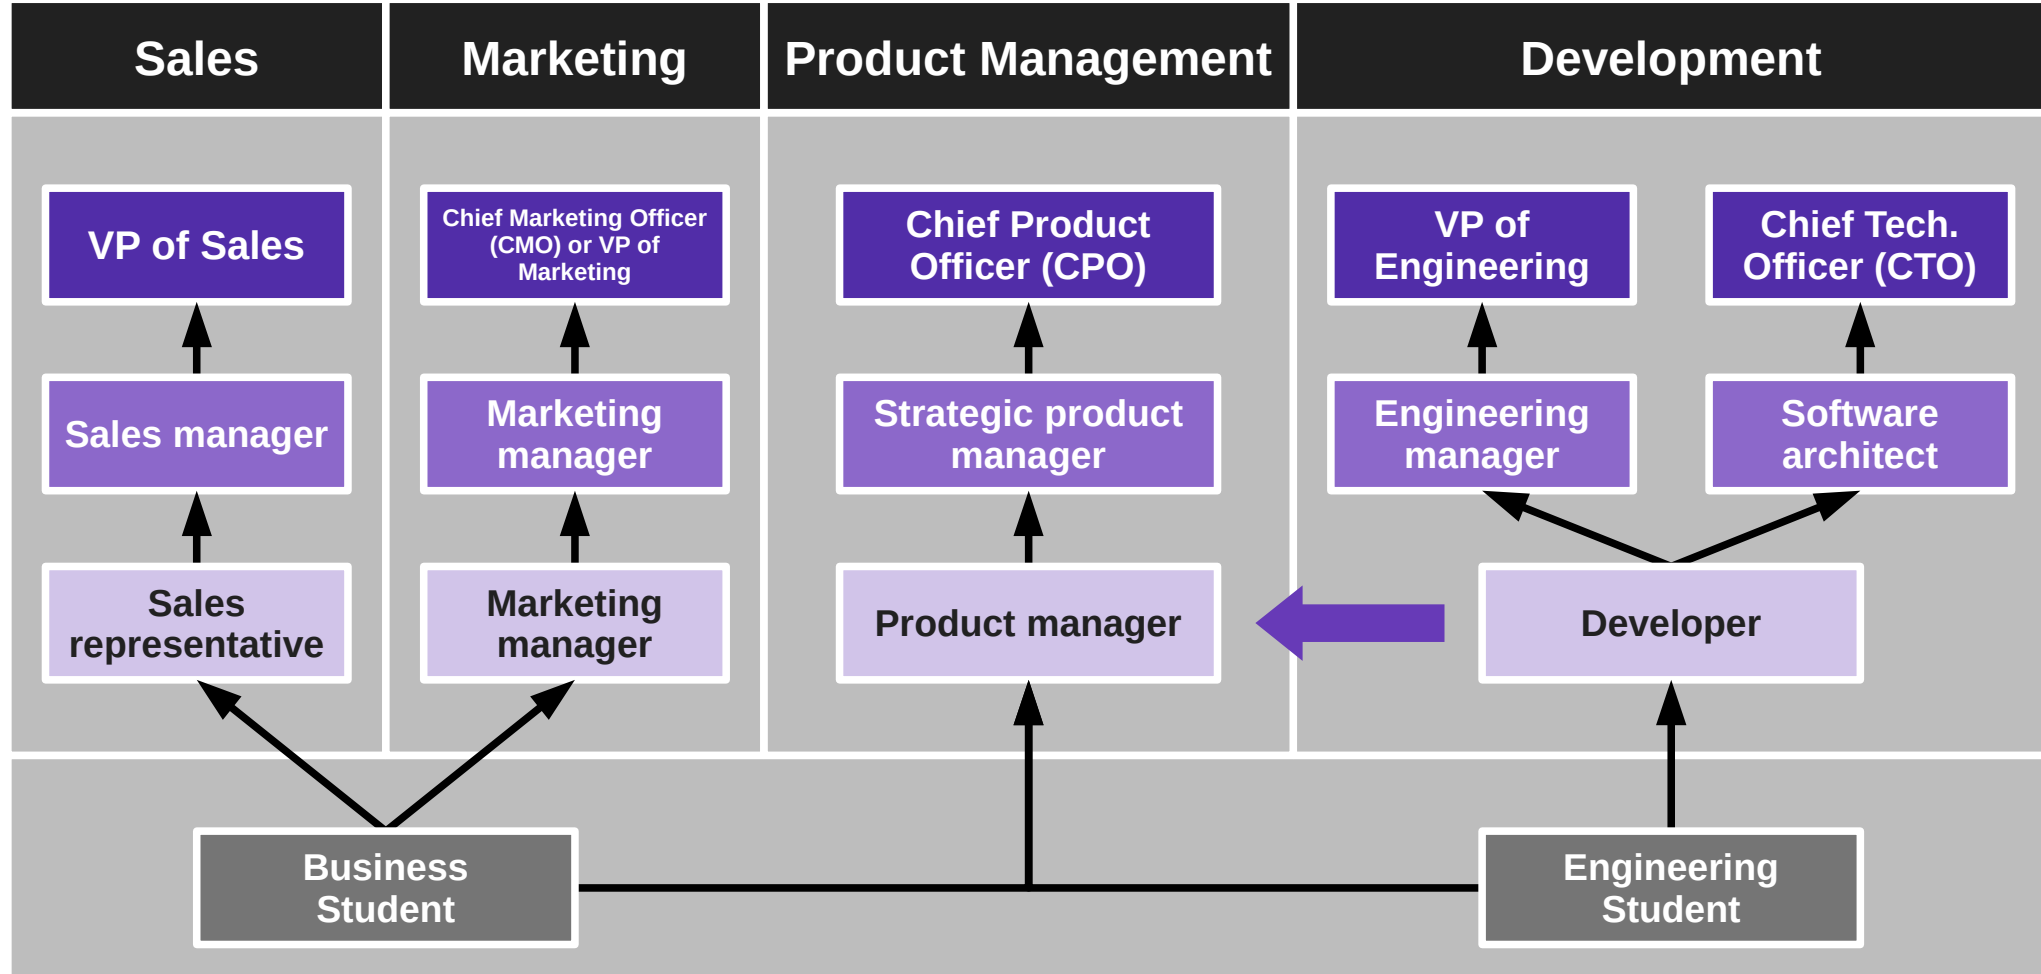 Sales
Marketing
Product Management
Development
VP of Sales
Chief Marketing Officer
(CMO) or VP of
Marketing
Chief Product
Officer (CPO)
VP of
Engineering
Chief Tech.
Officer (CTO)
Sales manager
Marketing
manager
Strategic product
manager
Engineering
manager
Software
architect
Sales
representative
Marketing
manager
Product manager
Developer
Business
Student
Engineering
Student